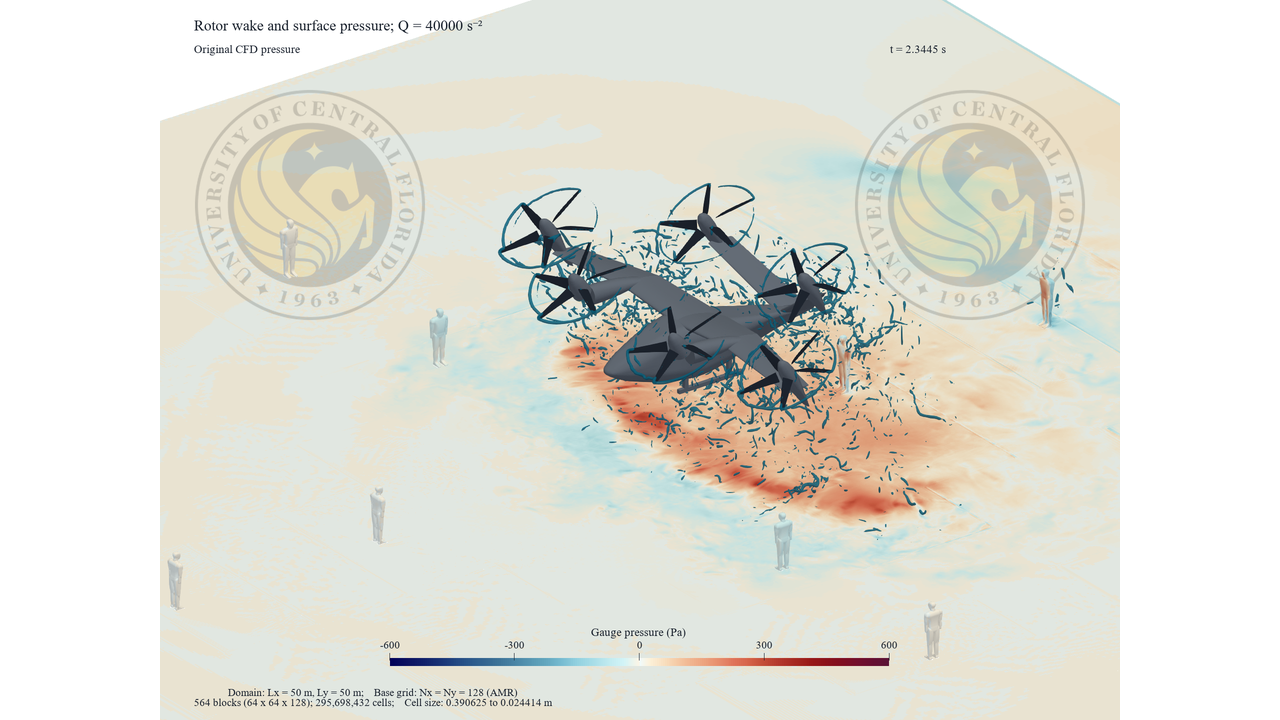 Rotor wake and surface pressure; Q = 40000 s⁻²
Original CFD pressure
t = 2.3445 s
UNIVERSITY OF CENTRAL FLORIDA
1963
UNIVERSITY OF CENTRAL FLORIDA
1963
Gauge pressure (Pa)
-600 -300 0 300 600
Domain: Lx = 50 m, Ly = 50 m; Base grid: Nx = Ny = 128 (AMR)
564 blocks (64 x 64 x 128); 295,698,432 cells; Cell size: 0.390625 to 0.024414 m